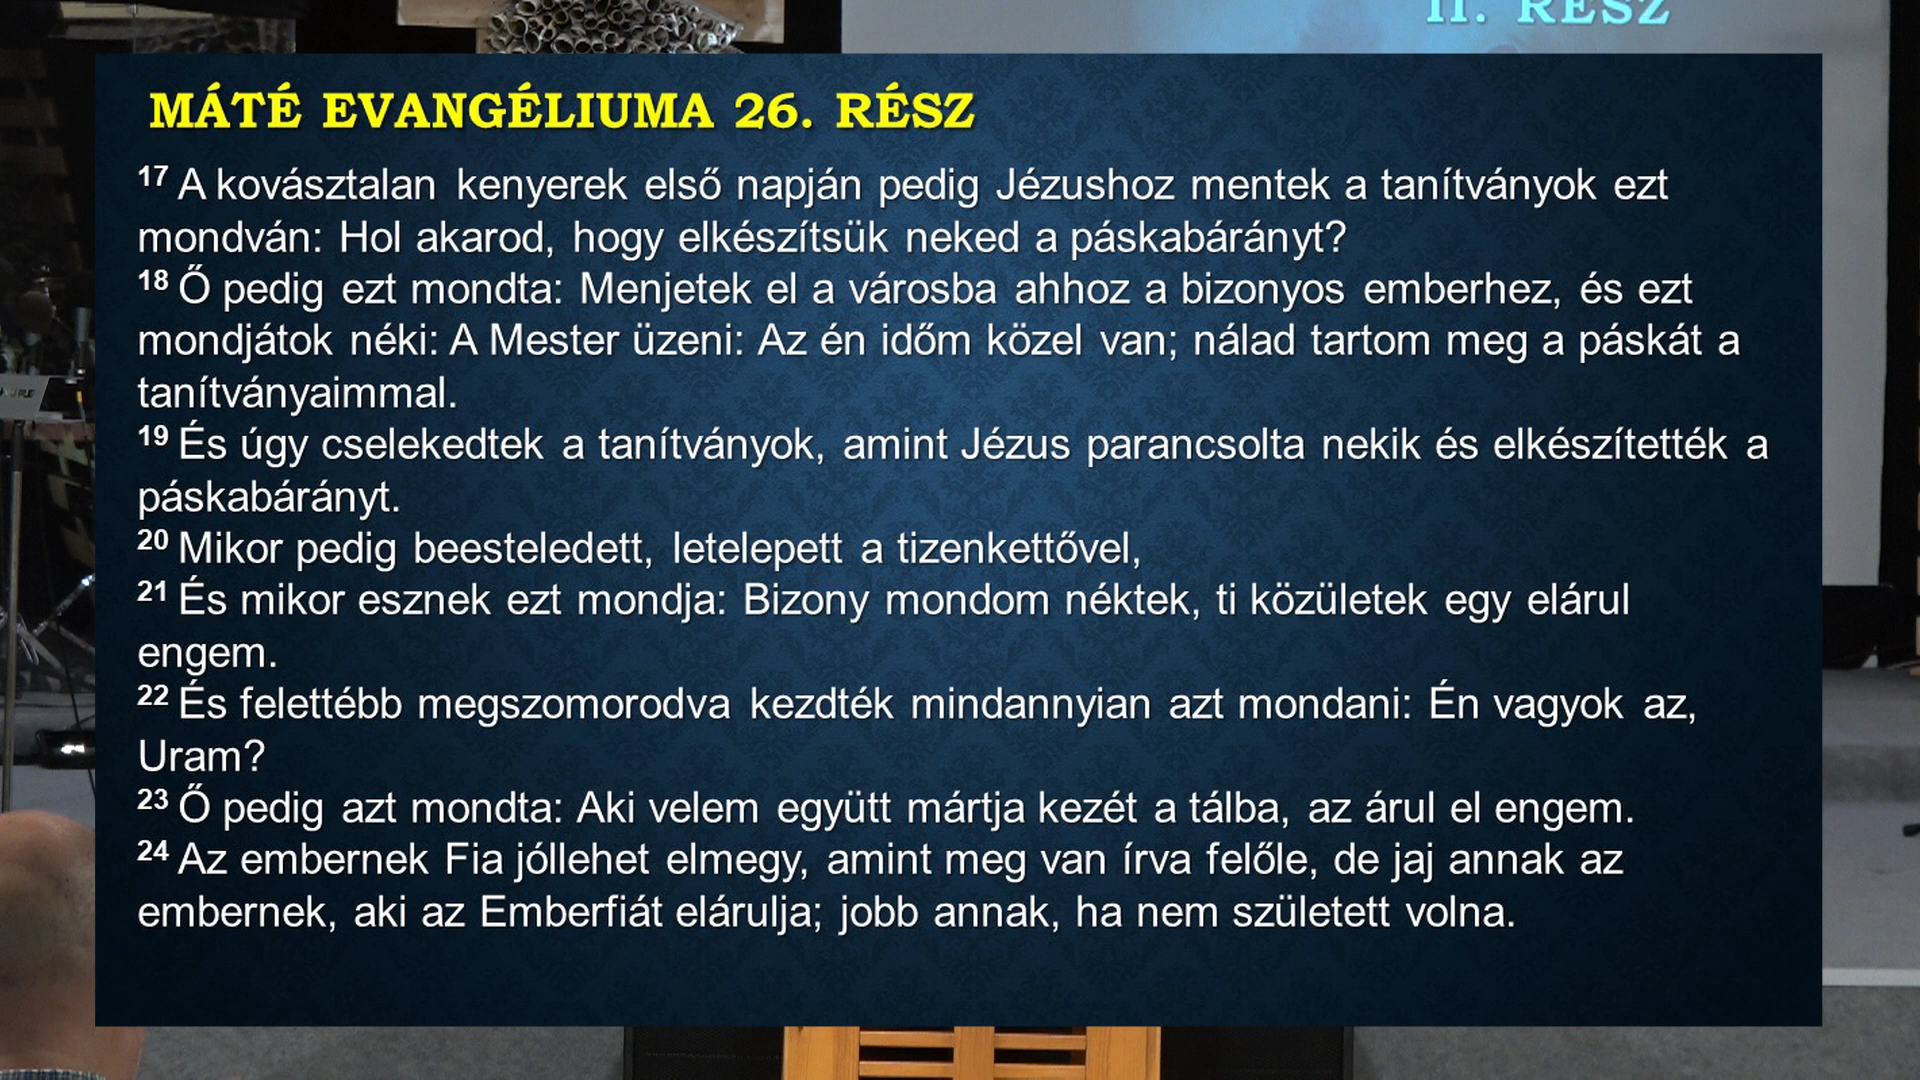 II. RÉSZ
MÁTÉ EVANGÉLIUMA 26. RÉSZ
17 A kovásztalan kenyerek első napján pedig Jézushoz mentek a tanítványok ezt
mondván: Hol akarod, hogy elkészítsük neked a páskabárányt?
18 Ő pedig ezt mondta: Menjetek el a városba ahhoz a bizonyos emberhez, és ezt
mondjátok néki: A Mester üzeni: Az én időm közel van; nálad tartom meg a páskát a
tanítványaimmal.
19 És úgy cselekedtek a tanítványok, amint Jézus parancsolta nekik és elkészítették a
páskabárányt.
20 Mikor pedig beesteledett, letelepett a tizenkettővel,
21 És mikor esznek ezt mondja: Bizony mondom néktek, ti közületek egy elárul
engem.
22 És felettébb megszomorodva kezdték mindannyian azt mondani: Én vagyok az,
Uram?
23 Ő pedig azt mondta: Aki velem együtt mártja kezét a tálba, az árul el engem.
24 Az embernek Fia jóllehet elmegy, amint meg van írva felőle, de jaj annak az
embernek, aki az Emberfiát elárulja; jobb annak, ha nem született volna.